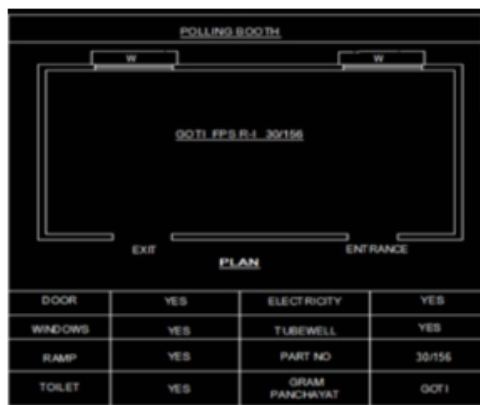 POLLING BOOTH
W W
GOTI FPS R-I 30/156
EXIT ENTRANCE
PLAN
DOOR YES ELECTRICITY YES
WINDOWS YES TUBEWELL YES
RAMP YES PART NO 30/156
TOILET YES GRAM PANCHAYAT GOTI